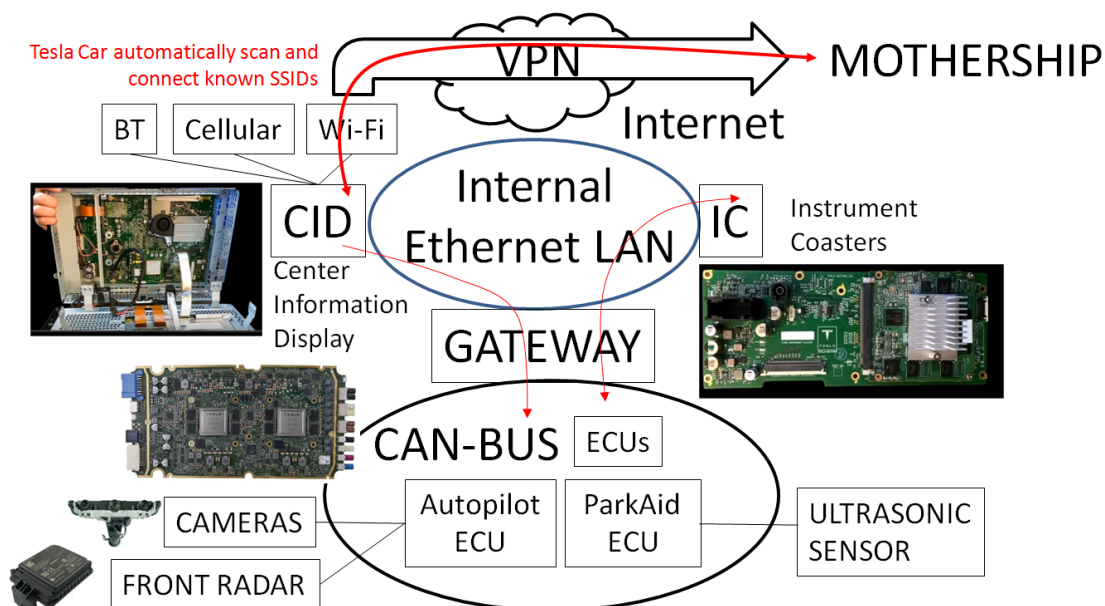 Tesla Car automatically scan and
connect known SSIDs
VPN
MOTHERSHIP
Internet
BT
Cellular
Wi-Fi
Internal
Ethernet LAN
CID
IC
Instrument
Coasters
Center
Information
Display
GATEWAY
CAN-BUS
ECUs
Autopilot
ECU
ParkAid
ECU
CAMERAS
ULTRASONIC
SENSOR
FRONT RADAR